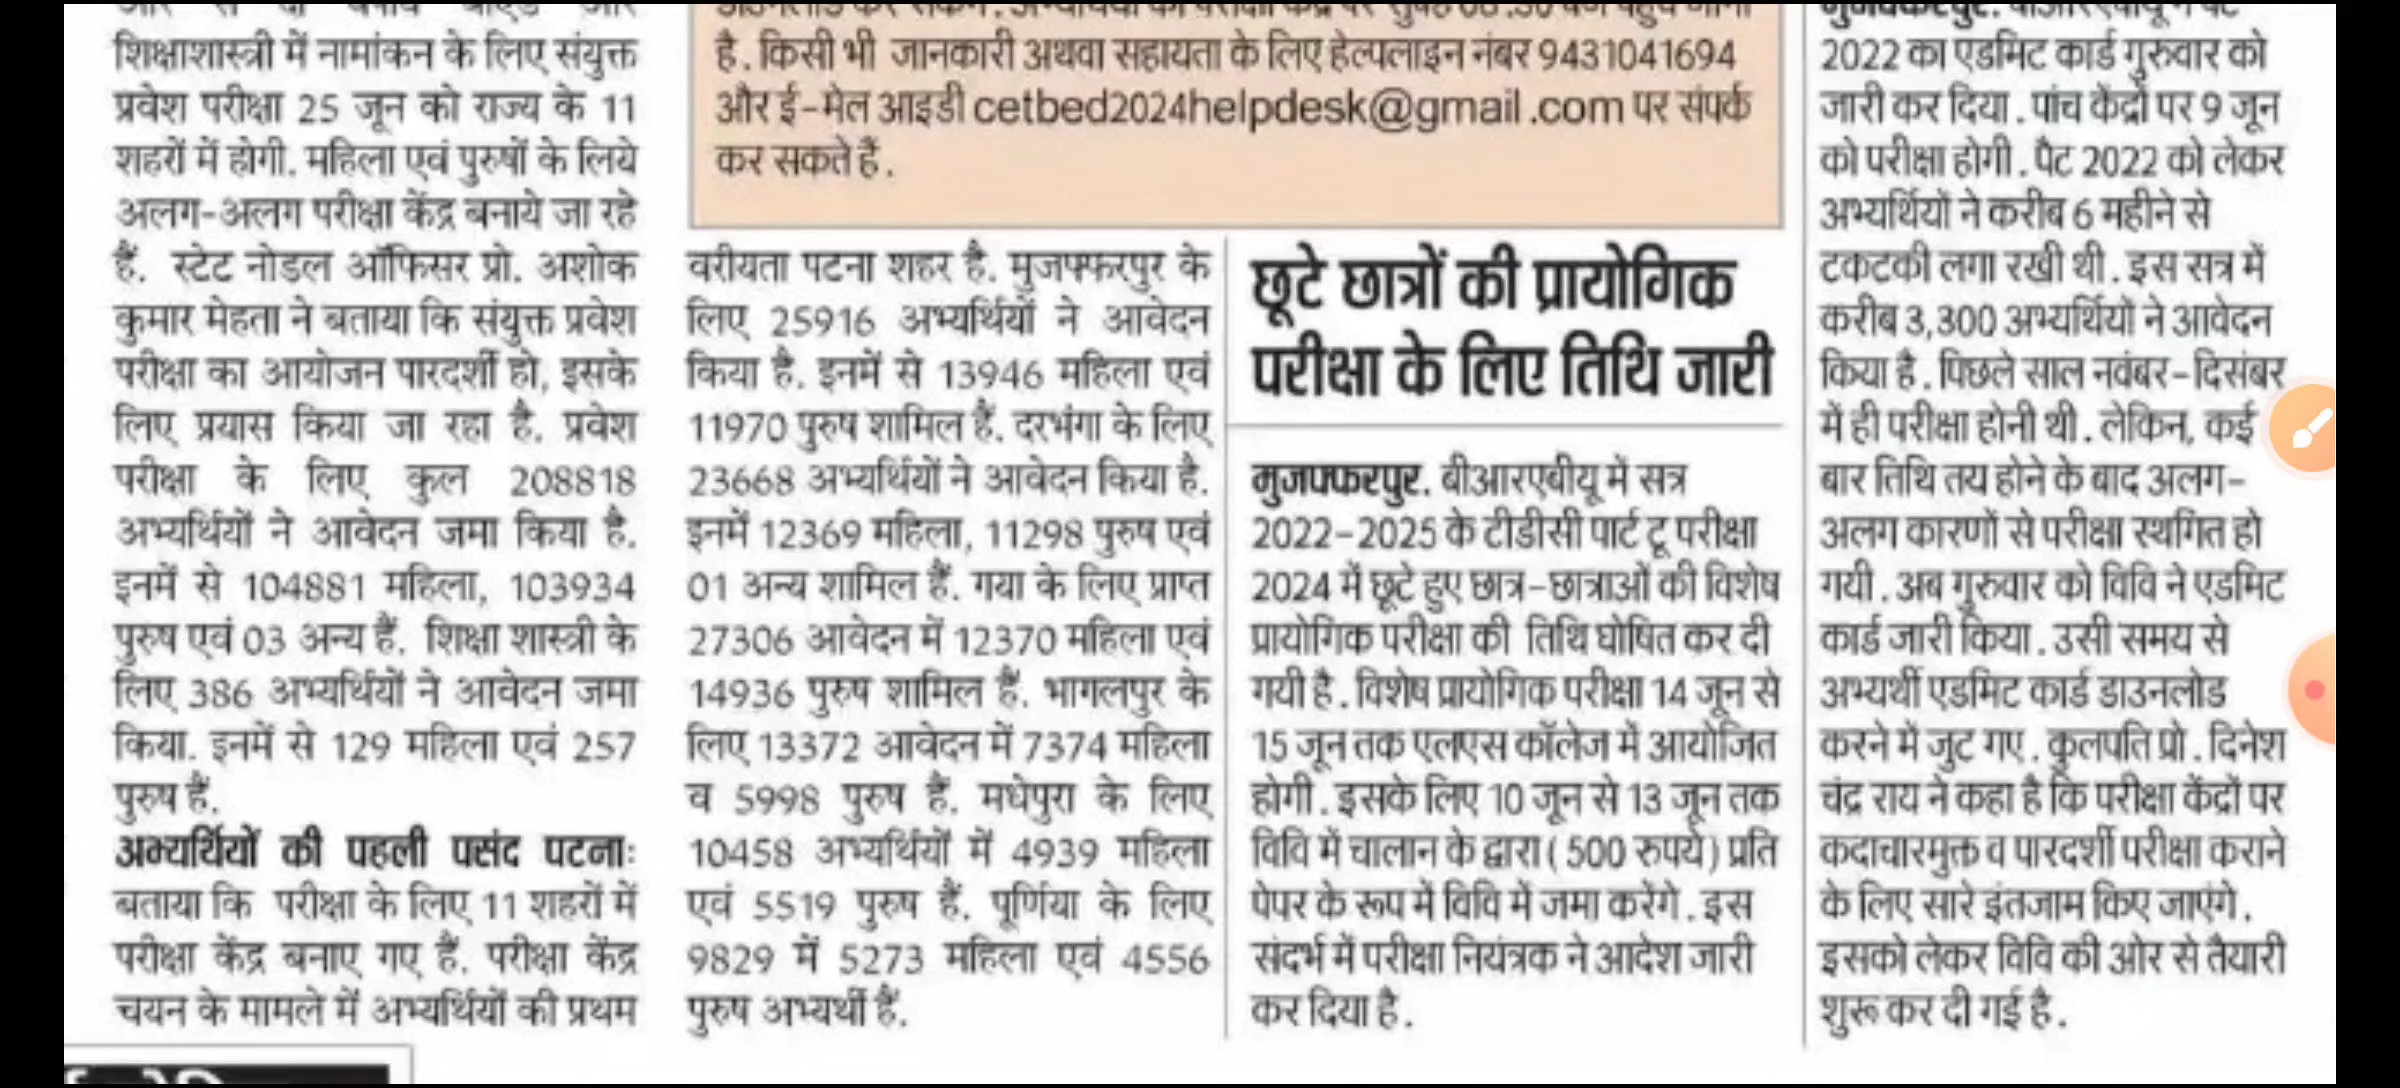 शिक्षाशास्त्री में नामांकन के लिए संयुक्त
प्रवेश परीक्षा 25 जून को राज्य के 11
शहरों में होगी. महिला एवं पुरुषों के लिये
अलग-अलग परीक्षा केंद्र बनाये जा रहे
हैं. स्टेट नोडल ऑफिसर प्रो. अशोक
कुमार मेहता ने बताया कि संयुक्त प्रवेश
परीक्षा का आयोजन पारदर्शी हो, इसके
लिए प्रयास किया जा रहा है. प्रवेश
परीक्षा के लिए कुल 208818
अभ्यर्थियों ने आवेदन जमा किया है.
इनमें से 104881 महिला, 103934
पुरुष एवं 03 अन्य हैं. शिक्षा शास्त्री के
लिए 386 अभ्यर्थियों ने आवेदन जमा
किया. इनमें से 129 महिला एवं 257
पुरुष हैं.
अभ्यर्थियों की पहली पसंद पटनाः
बताया कि परीक्षा के लिए 11 शहरों में
परीक्षा केंद्र बनाए गए हैं. परीक्षा केंद्र
चयन के मामले में अभ्यर्थियों की प्रथम
है. किसी भी जानकारी अथवा सहायता के लिए हेल्पलाइन नंबर 9431041694
और ई-मेल आइडी cetbed2024helpdesk@gmail.com पर संपर्क
कर सकते हैं.
वरीयता पटना शहर है. मुजफ्फरपुर के
लिए 25916 अभ्यर्थियों ने आवेदन
किया है. इनमें से 13946 महिला एवं
11970 पुरुष शामिल हैं. दरभंगा के लिए
23668 अभ्यर्थियों ने आवेदन किया है.
इनमें 12369 महिला, 11298 पुरुष एवं
01 अन्य शामिल हैं. गया के लिए प्राप्त
27306 आवेदन में 12370 महिला एवं
14936 पुरुष शामिल हैं. भागलपुर के
लिए 13372 आवेदन में 7374 महिला
व 5998 पुरुष हैं. मधेपुरा के लिए
10458 अभ्यर्थियों में 4939 महिला
एवं 5519 पुरुष हैं. पूर्णिया के लिए
9829 में 5273 महिला एवं 4556
पुरुष अभ्यर्थी हैं.
छूटे छात्रों की प्रायोगिक
परीक्षा के लिए तिथि जारी
मुजफ्फरपुर. बीआरएबीयू में सत्र
2022-2025 के टीडीसी पार्ट टू परीक्षा
2024 में छूटे हुए छात्र-छात्राओं की विशेष
प्रायोगिक परीक्षा की तिथि घोषित कर दी
गयी है. विशेष प्रायोगिक परीक्षा 14 जून से
15 जून तक एलएस कॉलेज में आयोजित
होगी. इसके लिए 10 जून से 13 जून तक
विवि में चालान के द्वारा (500 रुपये) प्रति
पेपर के रूप में विवि में जमा करेंगे. इस
संदर्भ में परीक्षा नियंत्रक ने आदेश जारी
कर दिया है.
2022 का एडमिट कार्ड गुरुवार को
जारी कर दिया. पांच केंद्रों पर 9 जून
को परीक्षा होगी. पैट 2022 को लेकर
अभ्यर्थियों ने करीब 6 महीने से
टकटकी लगा रखी थी. इस सत्र में
करीब 3,300 अभ्यर्थियों ने आवेदन
किया है. पिछले साल नवंबर-दिसंबर
में ही परीक्षा होनी थी. लेकिन, कई
बार तिथि तय होने के बाद अलग-
अलग कारणों से परीक्षा स्थगित हो
गयी. अब गुरुवार को विवि ने एडमिट
कार्ड जारी किया. उसी समय से
अभ्यर्थी एडमिट कार्ड डाउनलोड
करने में जुट गए. कुलपति प्रो. दिनेश
चंद्र राय ने कहा है कि परीक्षा केंद्रों पर
कदाचारमुक्त व पारदर्शी परीक्षा कराने
के लिए सारे इंतजाम किए जाएंगे.
इसको लेकर विवि की ओर से तैयारी
शुरू कर दी गई है.